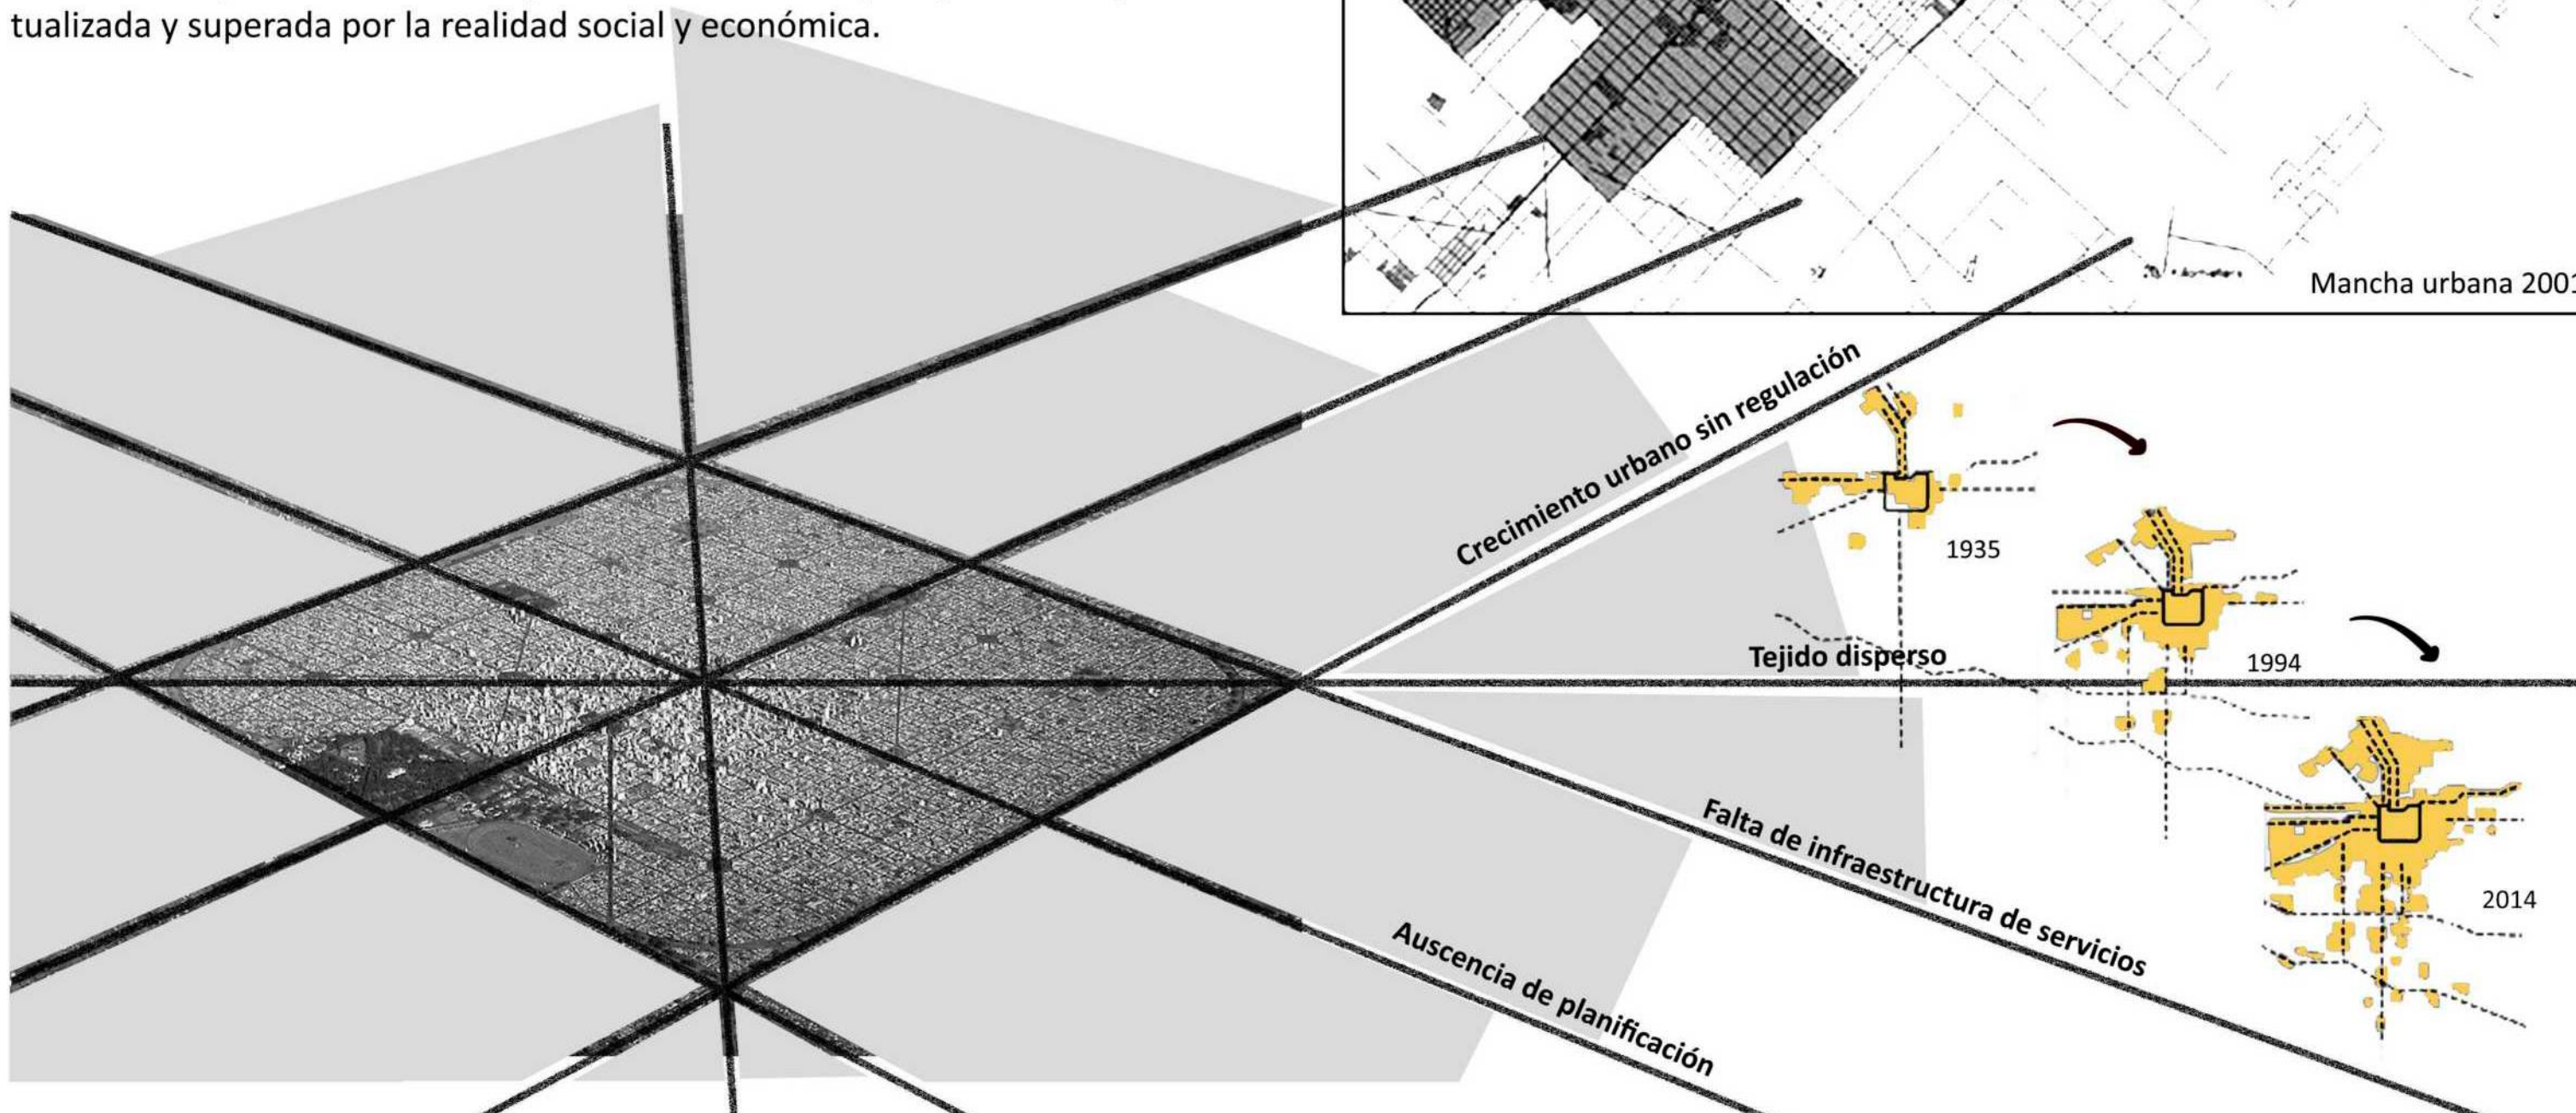 tualizada y superada por la realidad social y económica.
Mancha urbana 2001
Crecimiento urbano sin regulación
1935
Tejido disperso
1994
Falta de infraestructura de servicios
2014
Auscencia de planificación